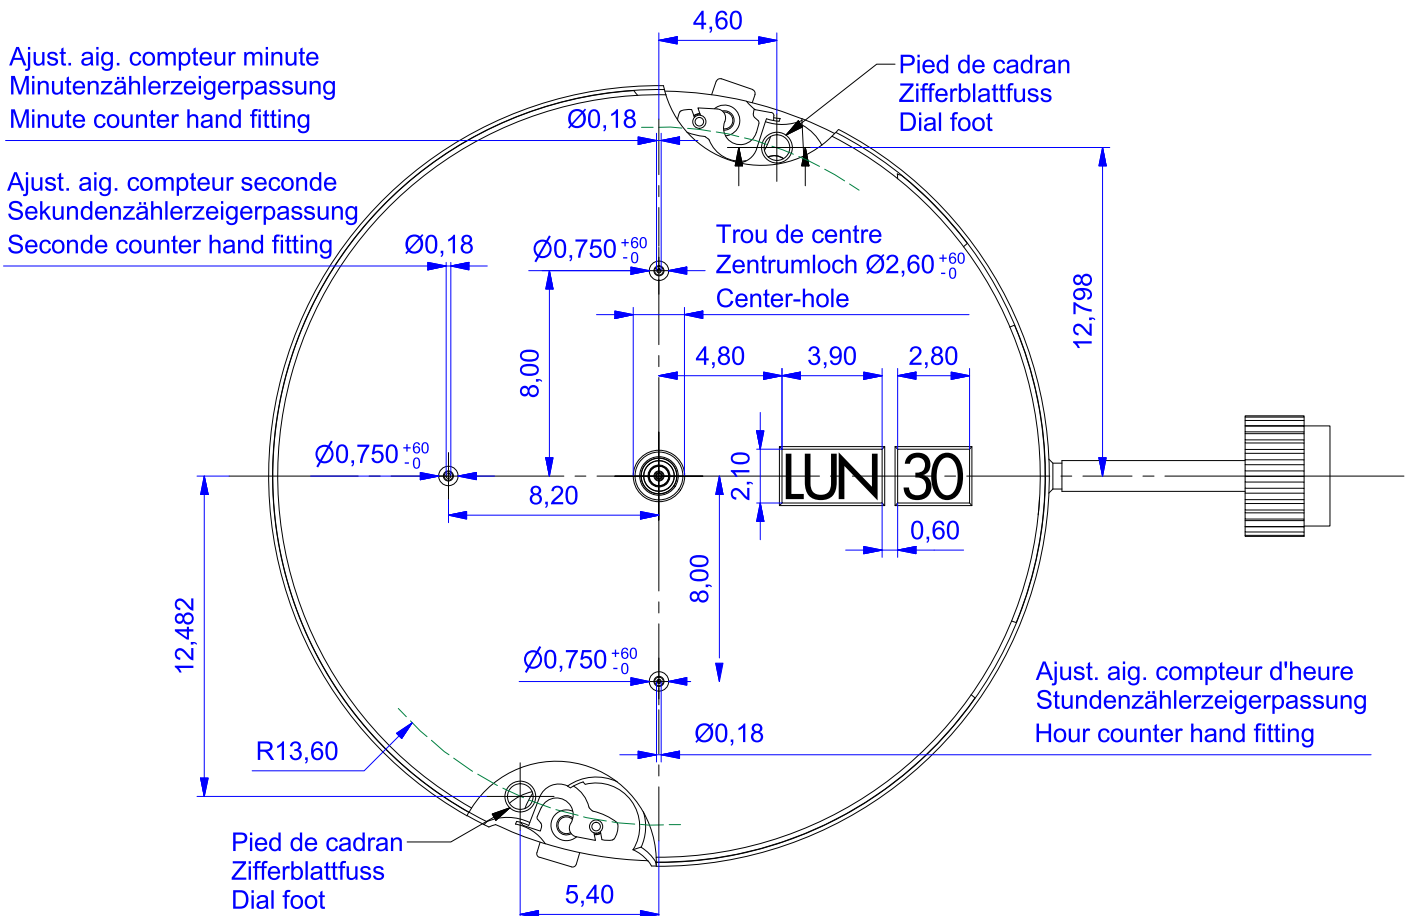 4,60
Ajust. aig. compteur minute
Minutenzählerzeigerpassung
Minute counter hand fitting
Ø0,18
Pied de cadran
Zifferblattfuss
Dial foot
Ajust. aig. compteur seconde
Sekundenzählerzeigerpassung
Seconde counter hand fitting
Ø0,18
Ø0,750 +60 -0
Trou de centre
Zentrumloch Ø2,60 +60 -0
Center-hole
12,798
8,00
4,80
3,90
2,80
Ø0,750 +60 -0
8,20
2,10
LUN
30
0,60
8,00
12,482
Ø0,750 +60 -0
Ajust. aig. compteur d'heure
Stundenzählerzeigerpassung
Hour counter hand fitting
Ø0,18
R13,60
Pied de cadran
Zifferblattfuss
Dial foot
5,40